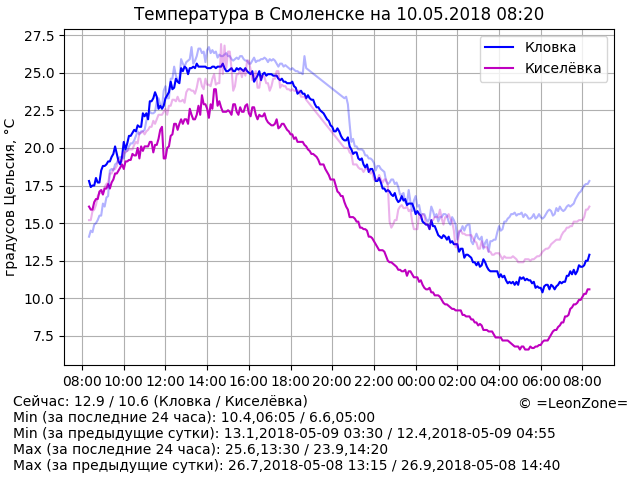 Температура в Смоленске на 10.05.2018 08:20
градусов Цельсия, °C
27.5
25.0
22.5
20.0
17.5
15.0
12.5
10.0
7.5
Кловка
Киселёвка
08:00 10:00 12:00 14:00 16:00 18:00 20:00 22:00 00:00 02:00 04:00 06:00 08:00
Сейчас: 12.9 / 10.6 (Кловка / Киселёвка)
© =LeonZone=
Min (за последние 24 часа): 10.4,06:05 / 6.6,05:00
Min (за предыдущие сутки): 13.1,2018-05-09 03:30 / 12.4,2018-05-09 04:55
Max (за последние 24 часа): 25.6,13:30 / 23.9,14:20
Max (за предыдущие сутки): 26.7,2018-05-08 13:15 / 26.9,2018-05-08 14:40